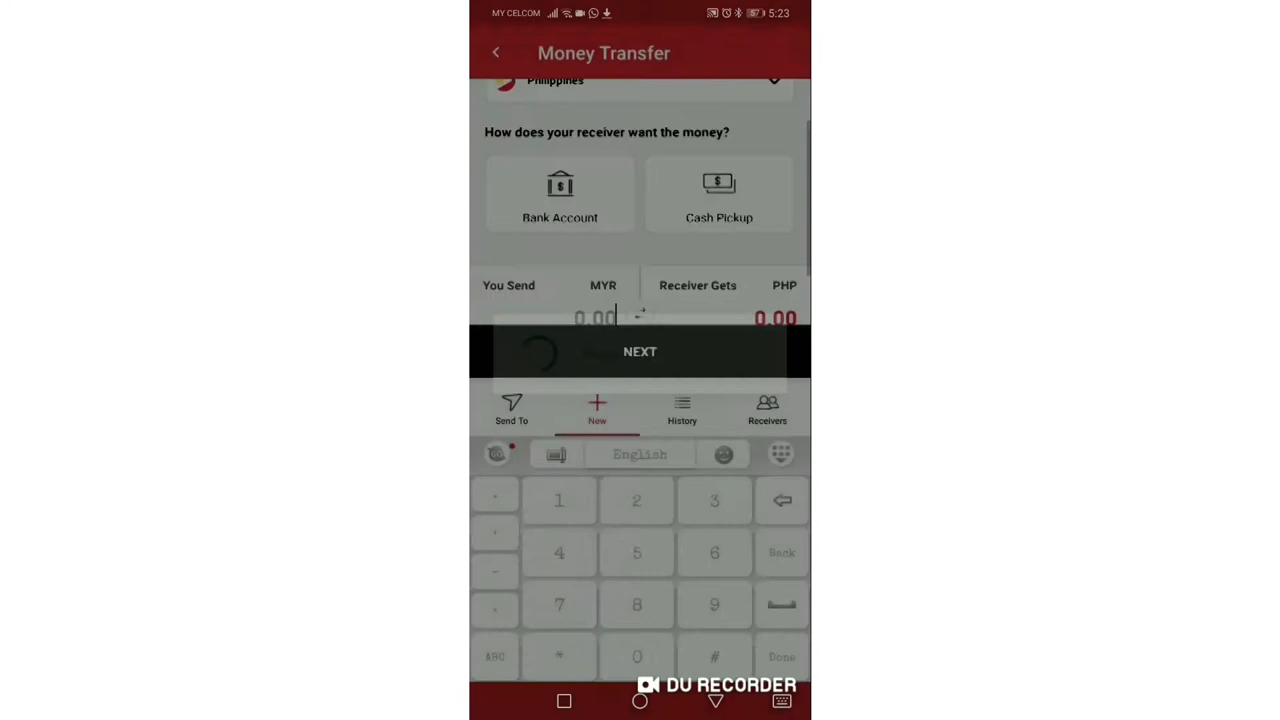 MY CELCOM 57 5:23
Money Transfer
Philippines
How does your receiver want the money?
Bank Account Cash Pickup
You Send MYR Receiver Gets PHP
0.00 0.00
NEXT
Send To New History Receivers
GO English
1 2 3
4 5 6 Back
7 8 9
ABC * 0 # Done
DU RECORDER